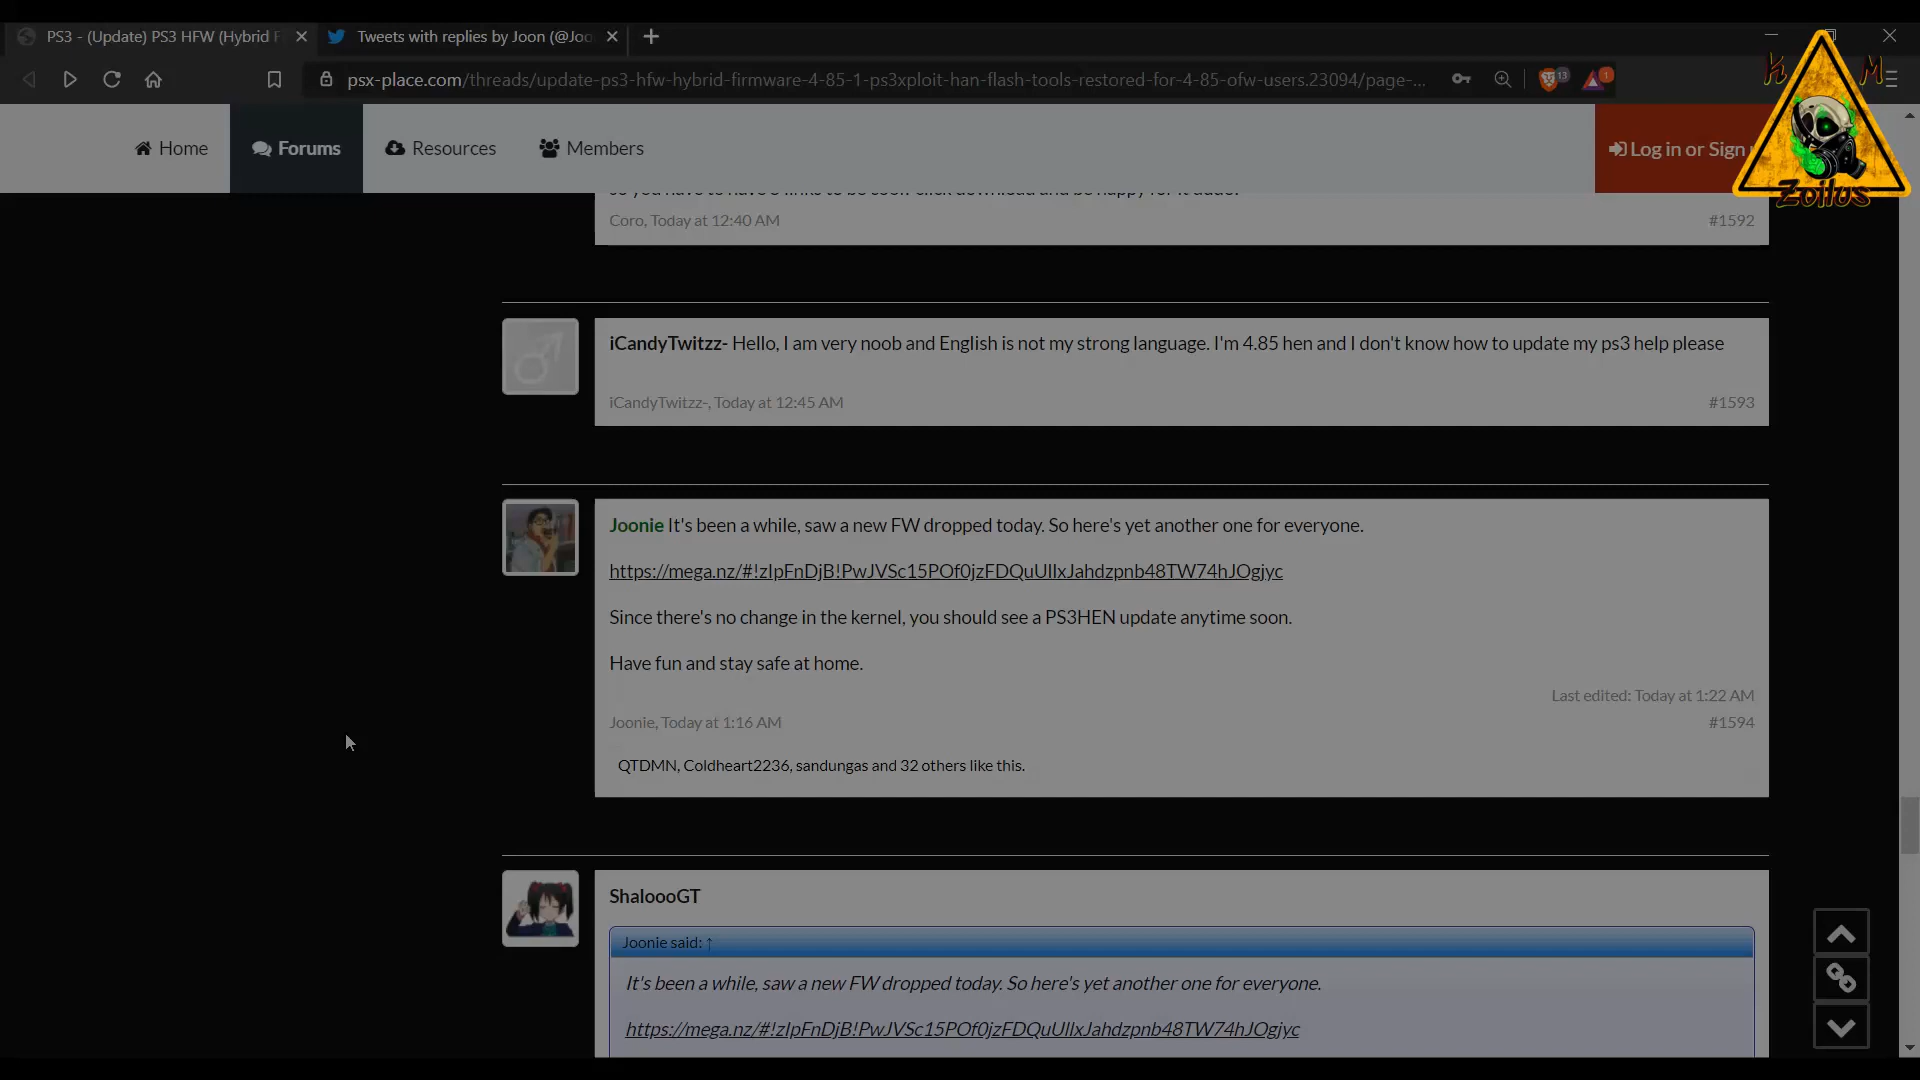 PS3 - (Update) PS3 HFW (Hybrid F
Tweets with replies by Joon (@Joo
psx-place.com/threads/update-ps3-hfw-hybrid-firmware-4-85-1-ps3xploit-han-flash-tools-restored-for-4-85-ofw-users.23094/page-...
13
1
K M
Zoilus
Home
Forums
Resources
Members
Log in or Sign
Coro, Today at 12:40 AM
#1592
iCandyTwitzz- Hello, I am very noob and English is not my strong language. I'm 4.85 hen and I don't know how to update my ps3 help please
iCandyTwitzz-, Today at 12:45 AM
#1593
Joonie It's been a while, saw a new FW dropped today. So here's yet another one for everyone.
https://mega.nz/#!zIpFnDjB!PwJVSc15POf0jzFDQuUllxJahdzpnb48TW74hJOgjyc
Since there's no change in the kernel, you should see a PS3HEN update anytime soon.
Have fun and stay safe at home.
Last edited: Today at 1:22 AM
Joonie, Today at 1:16 AM
#1594
QTDMN, Coldheart2236, sandungas and 32 others like this.
ShaloooGT
Joonie said: ↑
It's been a while, saw a new FW dropped today. So here's yet another one for everyone.
https://mega.nz/#!zIpFnDjB!PwJVSc15POf0jzFDQuUllxJahdzpnb48TW74hJOgjyc